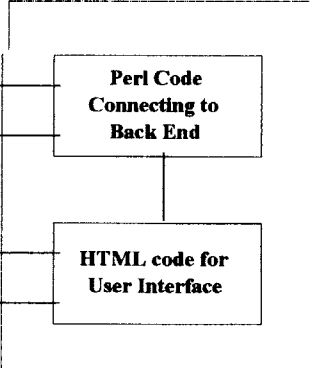 Perl Code
Connecting to
Back End
HTML code for
User Interface